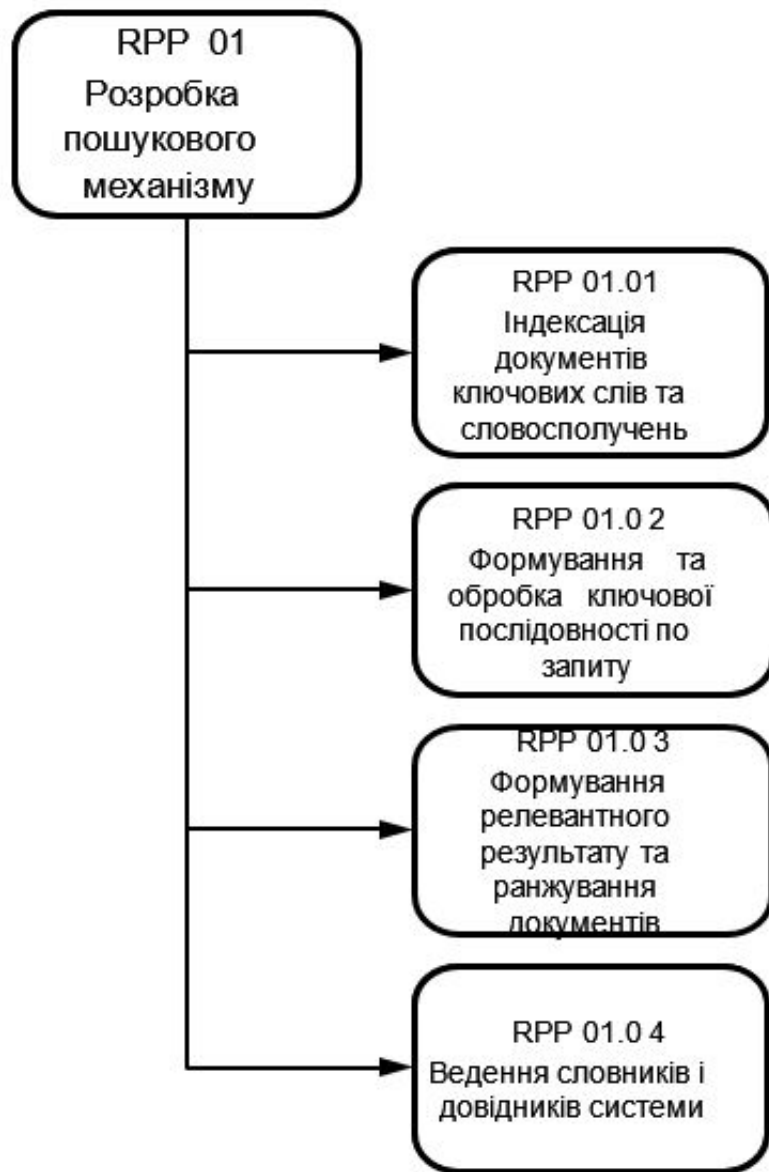 RPP 01
Розробка
пошукового
механізму
RPP 01.01
Індексація
документів
ключових слів та
словосполучень
RPP 01.0 2
Формування та
обробка ключової
послідовності по
запиту
RPP 01.0 3
Формування
релевантного
результату та
ранжування
документів
RPP 01.0 4
Ведення словників і
довідників системи